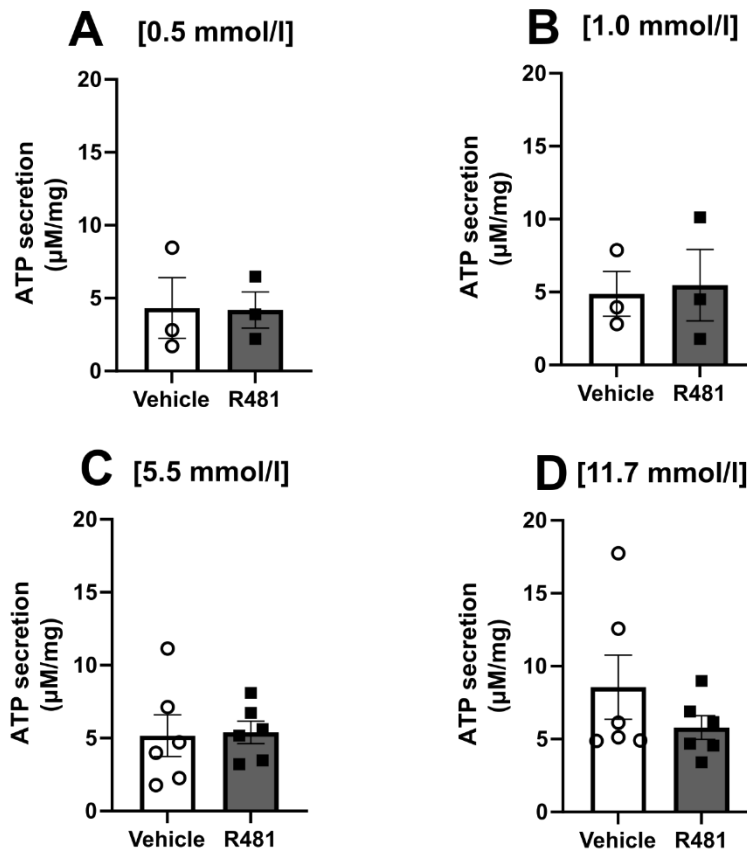 A [0.5 mmol/l]
20
15
10
5
0
ATP secretion
(µM/mg)
Vehicle R481
B [1.0 mmol/l]
20
15
10
5
0
ATP secretion
(µM/mg)
Vehicle R481
C [5.5 mmol/l]
20
15
10
5
0
ATP secretion
(µM/mg)
Vehicle R481
D [11.7 mmol/l]
20
15
10
5
0
ATP secretion
(µM/mg)
Vehicle R481